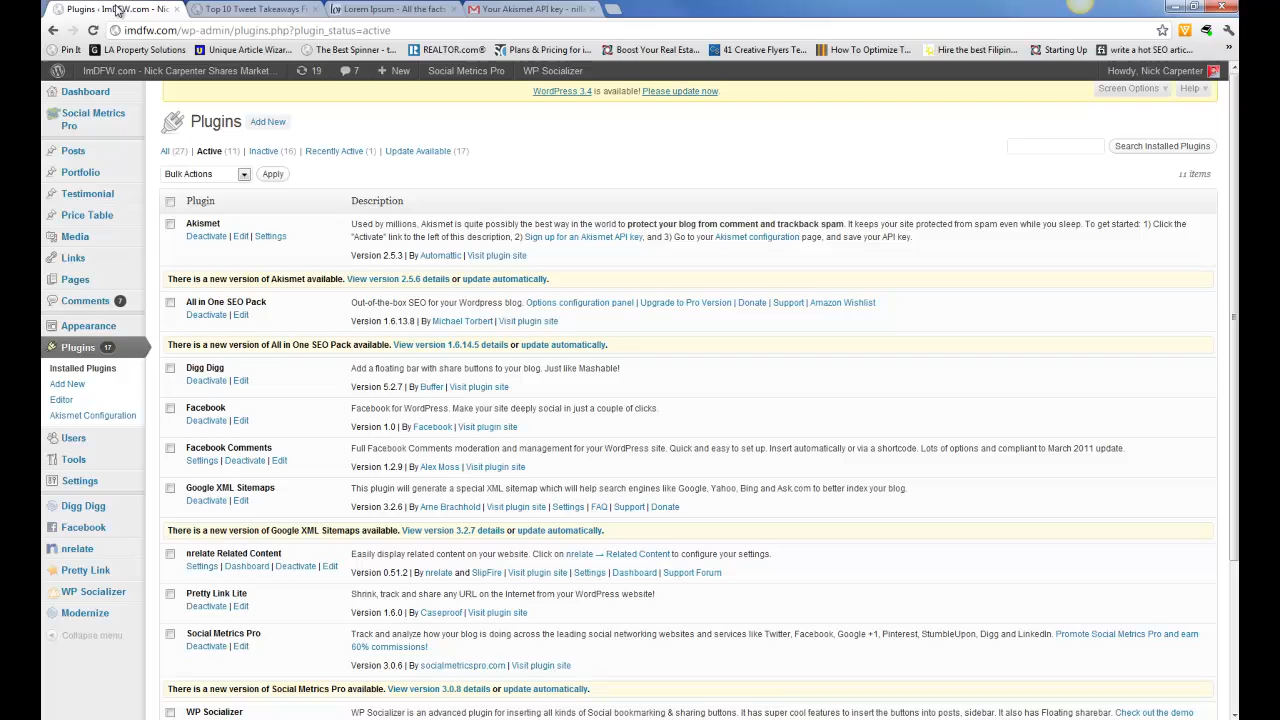 Plugins ‹ ImDFW.com - Nic
Top 10 Tweet Takeaways F
Lorem Ipsum - All the facts
Your Akismet API key - nill
imdfw.com/wp-admin/plugins.php?plugin_status=active
Pin It LA Property Solutions Unique Article Wizar... The Best Spinner - t... REALTOR.com® Plans & Pricing for i... Boost Your Real Esta... 41 Creative Flyers Te... How To Optimize T... Hire the best Filipin... Starting Up write a hot SEO artic... »
ImDFW.com - Nick Carpenter Shares Market... 19 7 + New Social Metrics Pro WP Socializer Howdy, Nick Carpenter
WordPress 3.4 is available! Please update now.
Screen Options Help
Dashboard
Social Metrics
Pro
Posts
Portfolio
Testimonial
Price Table
Media
Links
Pages
Comments 7
Appearance
Plugins 17
Installed Plugins
Add New
Editor
Akismet Configuration
Users
Tools
Settings
Digg Digg
Facebook
nrelate
Pretty Link
WP Socializer
Modernize
Collapse menu
Plugins Add New
All (27) | Active (11) | Inactive (16) | Recently Active (1) | Update Available (17)
Search Installed Plugins
Bulk Actions Apply
11 items
Plugin Description
Akismet
Deactivate | Edit | Settings
Used by millions, Akismet is quite possibly the best way in the world to protect your blog from comment and trackback spam. It keeps your site protected from spam even while you sleep. To get started: 1) Click the
"Activate" link to the left of this description, 2) Sign up for an Akismet API key, and 3) Go to your Akismet configuration page, and save your API key.
Version 2.5.3 | By Automattic | Visit plugin site
There is a new version of Akismet available. View version 2.5.6 details or update automatically.
All in One SEO Pack
Deactivate | Edit
Out-of-the-box SEO for your Wordpress blog. Options configuration panel | Upgrade to Pro Version | Donate | Support | Amazon Wishlist
Version 1.6.13.8 | By Michael Torbert | Visit plugin site
There is a new version of All in One SEO Pack available. View version 1.6.14.5 details or update automatically.
Digg Digg
Deactivate | Edit
Add a floating bar with share buttons to your blog. Just like Mashable!
Version 5.2.7 | By Buffer | Visit plugin site
Facebook
Deactivate | Edit
Facebook for WordPress. Make your site deeply social in just a couple of clicks.
Version 1.0 | By Facebook | Visit plugin site
Facebook Comments
Settings | Deactivate | Edit
Full Facebook Comments moderation and management for your WordPress site. Quick and easy to set up. Insert automatically or via a shortcode. Lots of options and compliant to March 2011 update.
Version 1.2.9 | By Alex Moss | Visit plugin site
Google XML Sitemaps
Deactivate | Edit
This plugin will generate a special XML sitemap which will help search engines like Google, Yahoo, Bing and Ask.com to better index your blog.
Version 3.2.6 | By Arne Brachhold | Visit plugin site | Settings | FAQ | Support | Donate
There is a new version of Google XML Sitemaps available. View version 3.2.7 details or update automatically.
nrelate Related Content
Settings | Dashboard | Deactivate | Edit
Easily display related content on your website. Click on nrelate → Related Content to configure your settings.
Version 0.51.2 | By nrelate and SlipFire | Visit plugin site | Settings | Dashboard | Support Forum
Pretty Link Lite
Deactivate | Edit
Shrink, track and share any URL on the Internet from your WordPress website!
Version 1.6.0 | By Caseproof | Visit plugin site
Social Metrics Pro
Deactivate | Edit
Track and analyze how your blog is doing across the leading social networking websites and services like Twitter, Facebook, Google +1, Pinterest, StumbleUpon, Digg and LinkedIn. Promote Social Metrics Pro and earn
60% commissions!
Version 3.0.6 | By socialmetricspro.com | Visit plugin site
There is a new version of Social Metrics Pro available. View version 3.0.8 details or update automatically.
WP Socializer
WP Socializer is an advanced plugin for inserting all kinds of Social bookmarking & sharing buttons. It has super cool features to insert the buttons into posts, sidebar. It also has Floating sharebar. Check out the demo